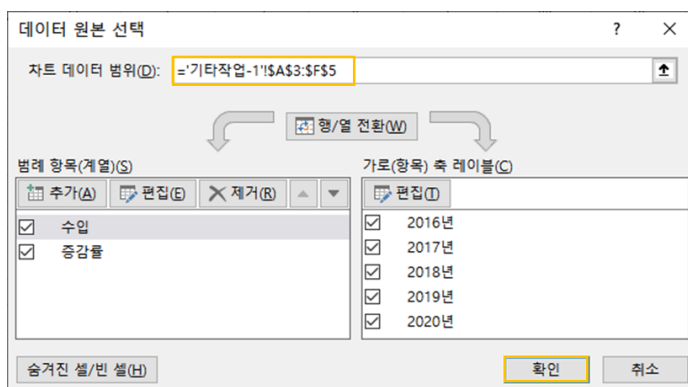 데이터 원본 선택
차트 데이터 범위(D): ='기타작업-1'!$A$3:$F$5
행/열 전환(W)
범례 항목(계열)(S)
추가(A) 편집(E) 제거(R)
수입
증감률
가로(항목) 축 레이블(C)
편집(T)
2016년
2017년
2018년
2019년
2020년
숨겨진 셀/빈 셀(H)
확인 취소